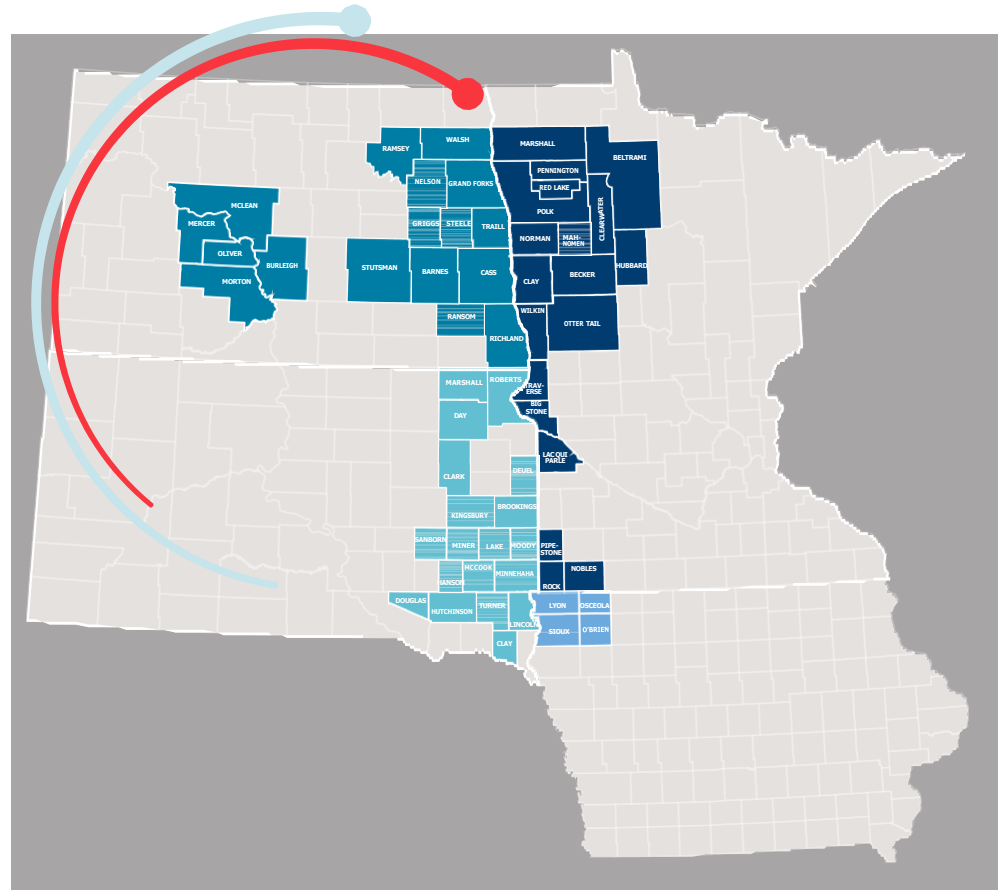 WALSH
RAMSEY
MARSHALL
BELTRAMI
PENNINGTON
NELSON
GRAND FORKS
RED LAKE
MCLEAN
POLK
CLEARWATER
MERCER
GRIGGS
STEELE
TRAILL
NORMAN
MAH-
NOMEN
OLIVER
BURLEIGH
STUTSMAN
BARNES
CASS
HUBBARD
MORTON
CLAY
BECKER
RANSOM
WILKIN
OTTER TAIL
RICHLAND
MARSHALL
ROBERTS
TRAV-
ERSE
BIG
STONE
DAY
LAC QUI
PARLE
CLARK
DEUEL
KINGSBURY
BROOKINGS
SANBORN
MINER
LAKE
MOODY
PIPE-
STONE
HANSON
MCCOOK
MINNEHAHA
NOBLES
ROCK
DOUGLAS
HUTCHINSON
TURNER
LINCOLN
LYON
OSCEOLA
SIOUX
O'BRIEN
CLAY